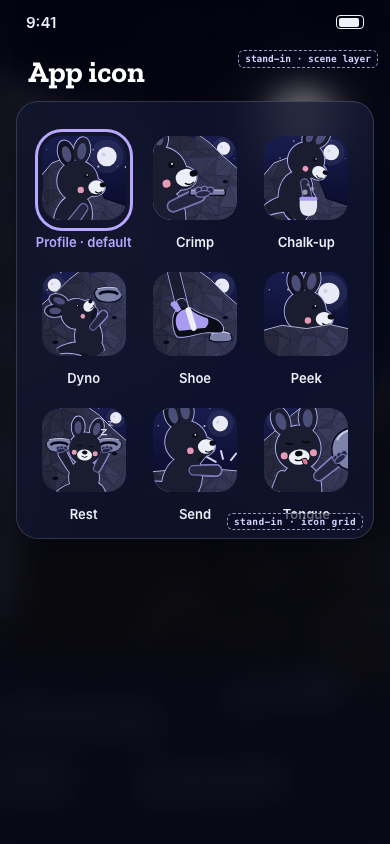 9:41
stand-in · scene layer
App icon
Profile · default
Crimp
Chalk-up
Dyno
Shoe
Peek
z
Rest
Send
Tongue
stand-in · icon grid